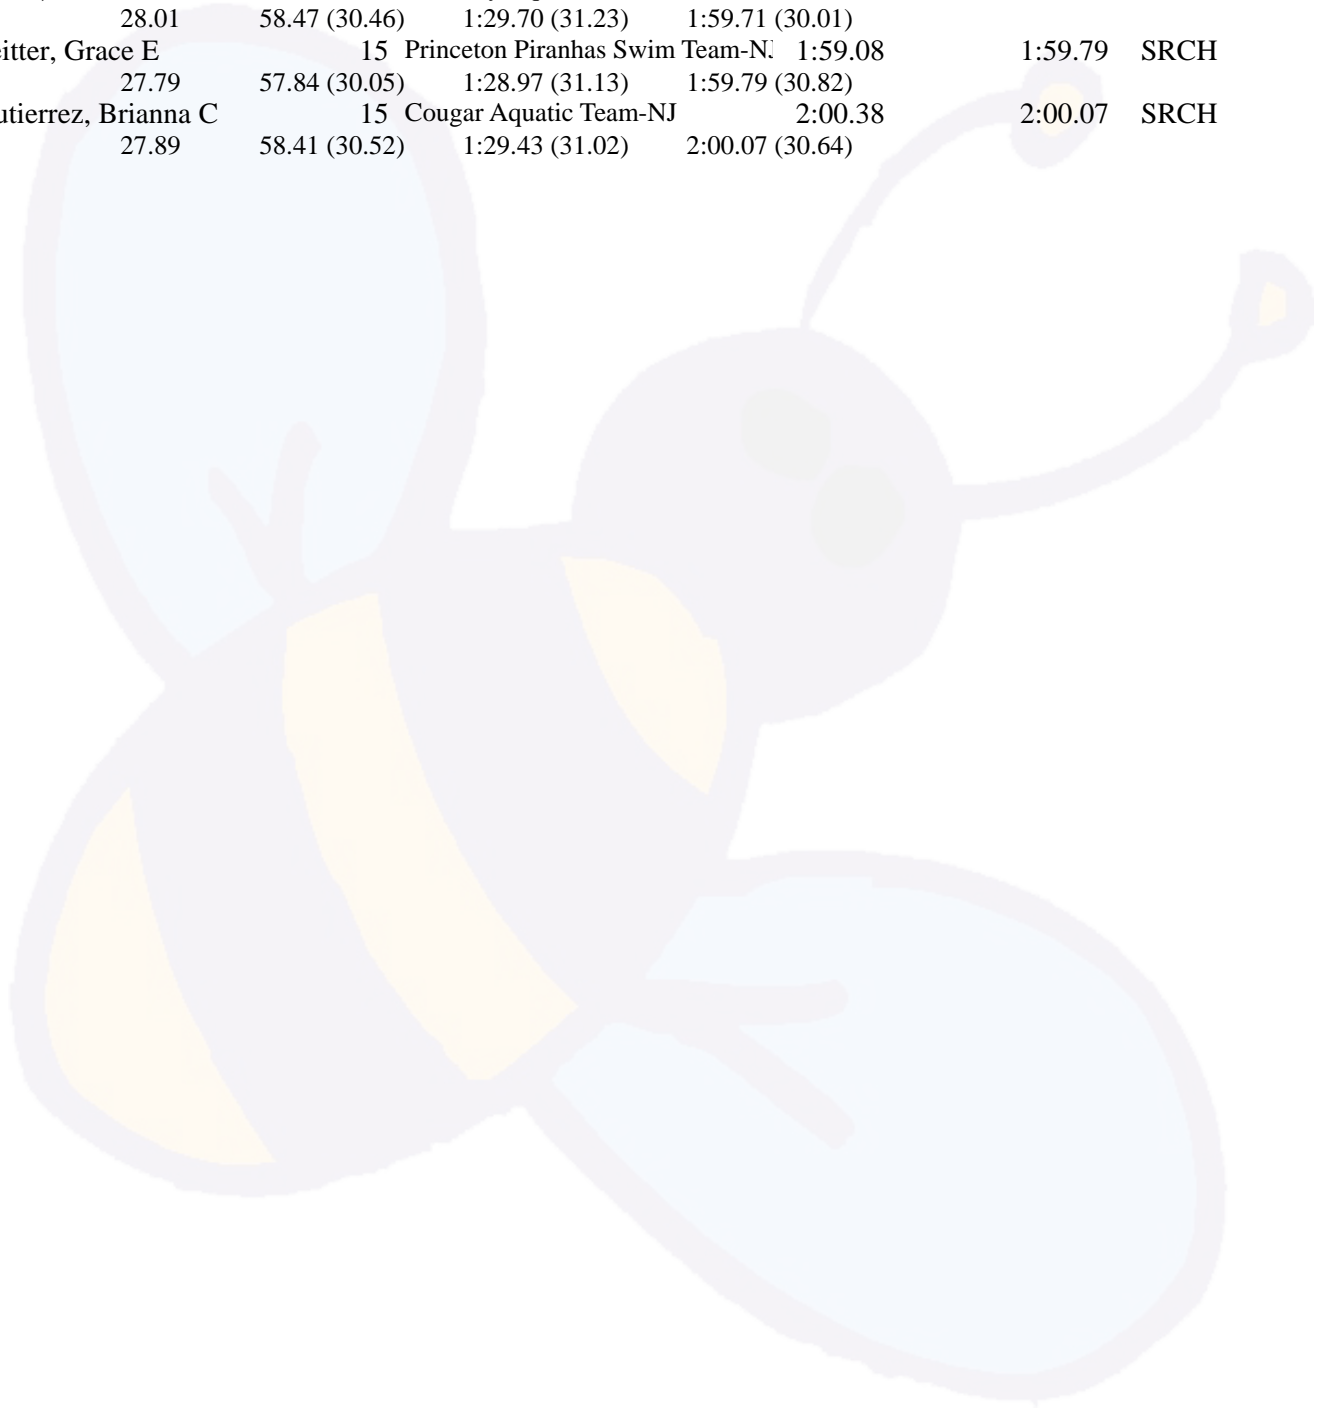 28.01 58.47 (30.46) 1:29.70 (31.23) 1:59.71 (30.01)
eitter, Grace E 15 Princeton Piranhas Swim Team-NJ 1:59.08 1:59.79 SRCH
27.79 57.84 (30.05) 1:28.97 (31.13) 1:59.79 (30.82)
utierrez, Brianna C 15 Cougar Aquatic Team-NJ 2:00.38 2:00.07 SRCH
27.89 58.41 (30.52) 1:29.43 (31.02) 2:00.07 (30.64)